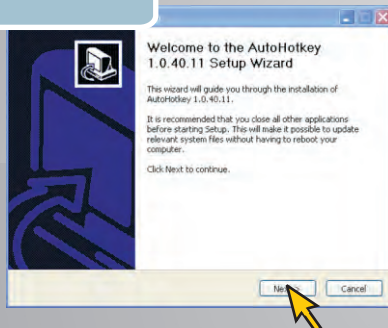 Welcome to the AutoHotkey
1.0.40.11 Setup Wizard
This wizard will guide you through the installation of
AutoHotkey 1.0.40.11.
It is recommended that you close all other applications
before starting Setup. This will make it possible to update
relevant system files without having to reboot your
computer.
Click Next to continue.
Next >
Cancel